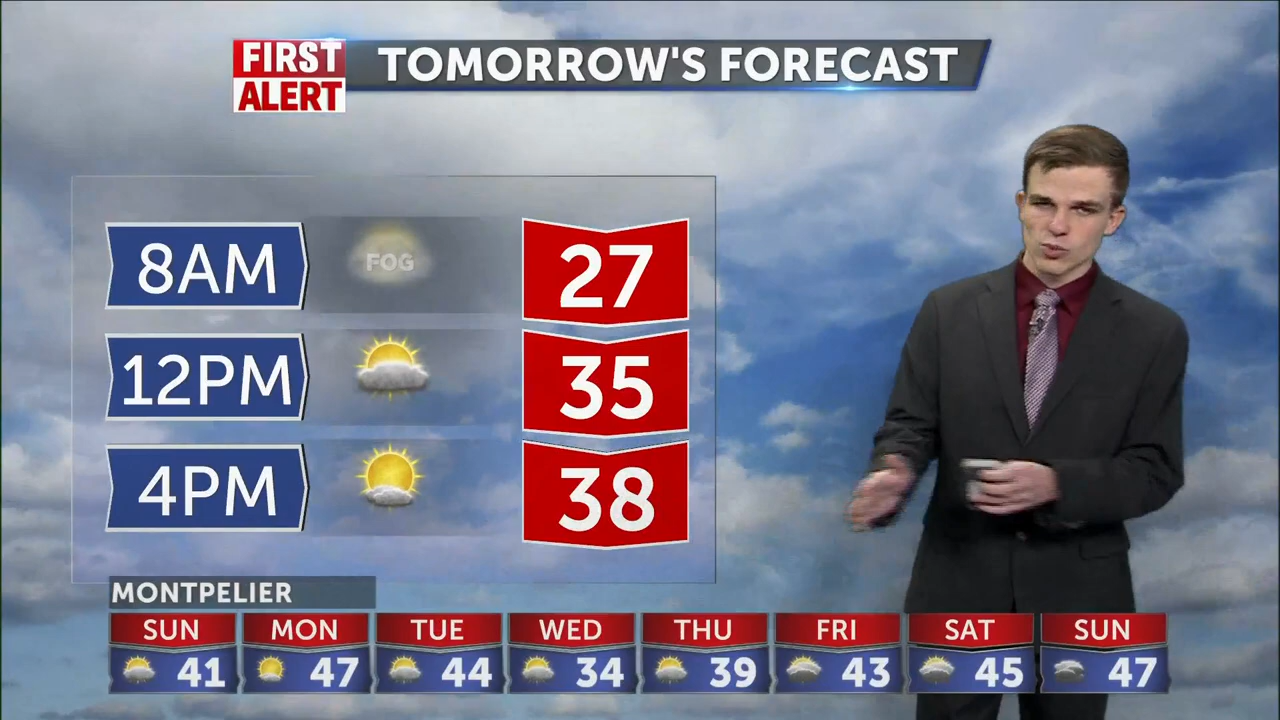 FIRST
ALERT
TOMORROW'S FORECAST
8AM
FOG
27
12PM
35
4PM
38
MONTPELIER
SUN MON TUE WED THU FRI SAT SUN
41 47 44 34 39 43 45 47